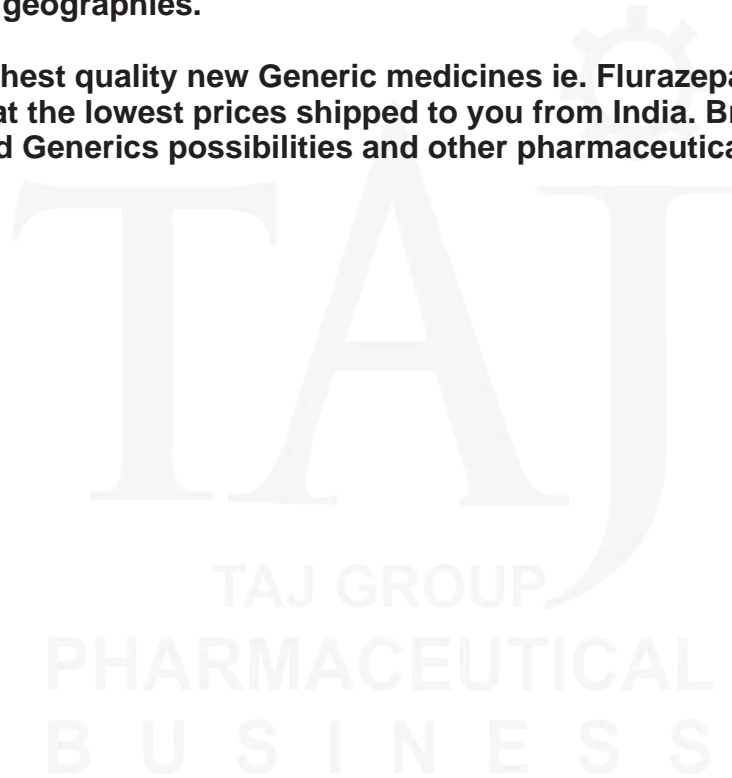 geographies.
hest quality new Generic medicines ie. Flurazepa
at the lowest prices shipped to you from India. Br
d Generics possibilities and other pharmaceutica
TAJ
TAJ GROUP
PHARMACEUTICAL
BUSINESS